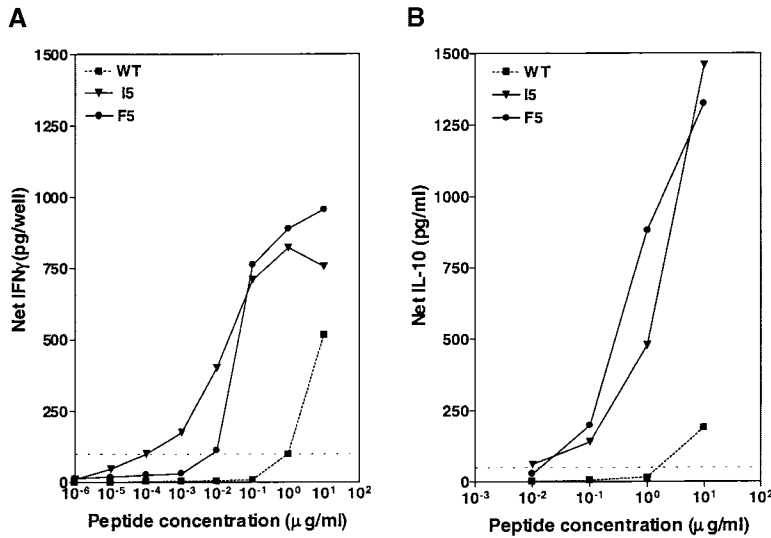 A
1500
1250
1000
750
500
250
0
Net IFNγ(pg/well)
WT
I5
F5
10⁻⁶ 10⁻⁵ 10⁻⁴ 10⁻³ 10⁻² 10⁻¹ 10⁰ 10¹ 10²
Peptide concentration (μg/ml)
B
1500
1250
1000
750
500
250
0
Net IL-10 (pg/ml)
WT
I5
F5
10⁻³ 10⁻² 10⁻¹ 10⁰ 10¹ 10²
Peptide concentration (μg/ml)